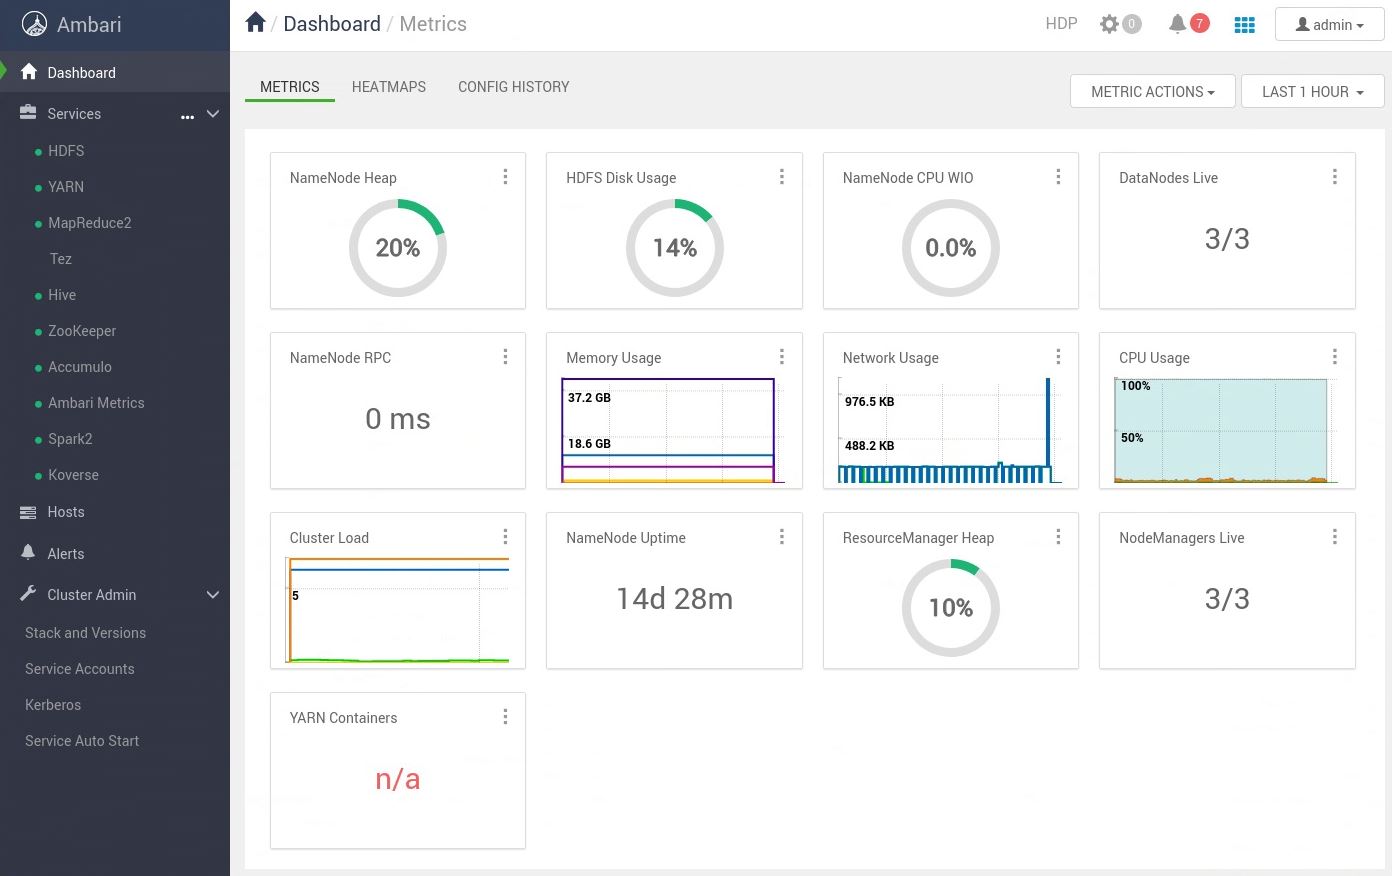 Ambari
Dashboard
Services ...
HDFS
YARN
MapReduce2
Tez
Hive
ZooKeeper
Accumulo
Ambari Metrics
Spark2
Koverse
Hosts
Alerts
Cluster Admin
Stack and Versions
Service Accounts
Kerberos
Service Auto Start
/ Dashboard / Metrics
HDP 0 7 admin
METRICS HEATMAPS CONFIG HISTORY
METRIC ACTIONS LAST 1 HOUR
NameNode Heap
20%
HDFS Disk Usage
14%
NameNode CPU WIO
0.0%
DataNodes Live
3/3
NameNode RPC
0 ms
Memory Usage
37.2 GB
18.6 GB
Network Usage
976.5 KB
488.2 KB
CPU Usage
100%
50%
Cluster Load
5
NameNode Uptime
14d 28m
ResourceManager Heap
10%
NodeManagers Live
3/3
YARN Containers
n/a